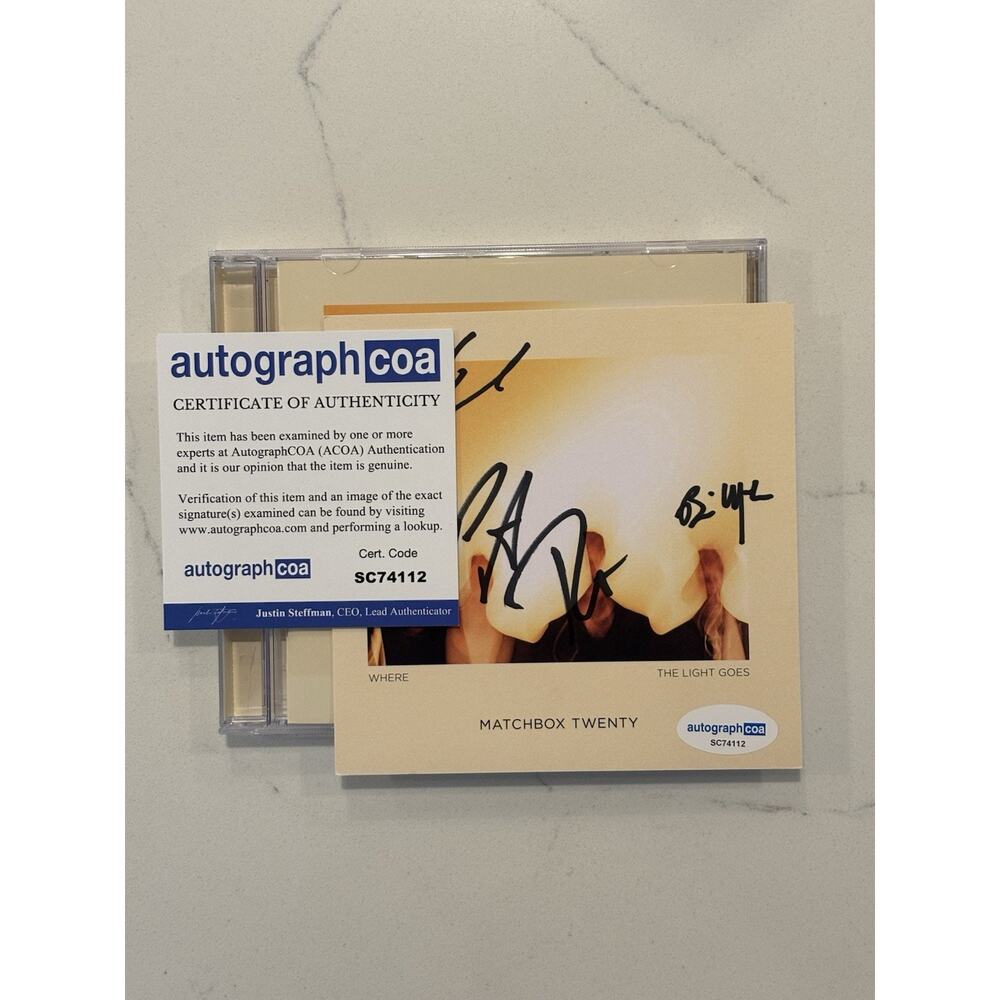 autographcoa
CERTIFICATE OF AUTHENTICITY
This item has been examined by one or more
experts at AutographCOA (ACOA) Authentication
and it is our opinion that the item is genuine.
Verification of this item and an image of the exact
signature(s) examined can be found by visiting
www.autographcoa.com and performing a lookup.
Cert. Code
autographcoa
SC74112
Justin Steffman, CEO, Lead Authenticator
WHERE THE LIGHT GOES
MATCHBOX TWENTY
autographcoa
SC74112